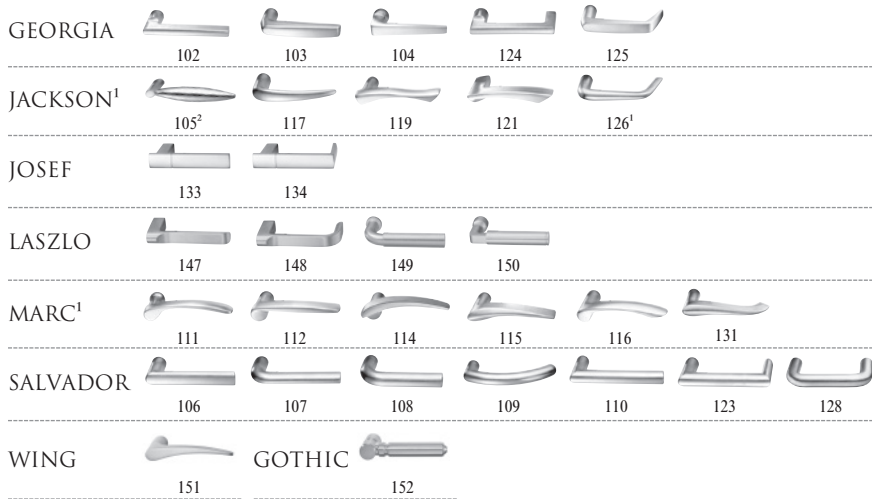 GEORGIA
102 103 104 124 125
JACKSON¹
105² 117 119 121 126¹
JOSEF
133 134
LASZLO
147 148 149 150
MARC¹
111 112 114 115 116 131
SALVADOR
106 107 108 109 110 123 128
WING GOTHIC
151 152